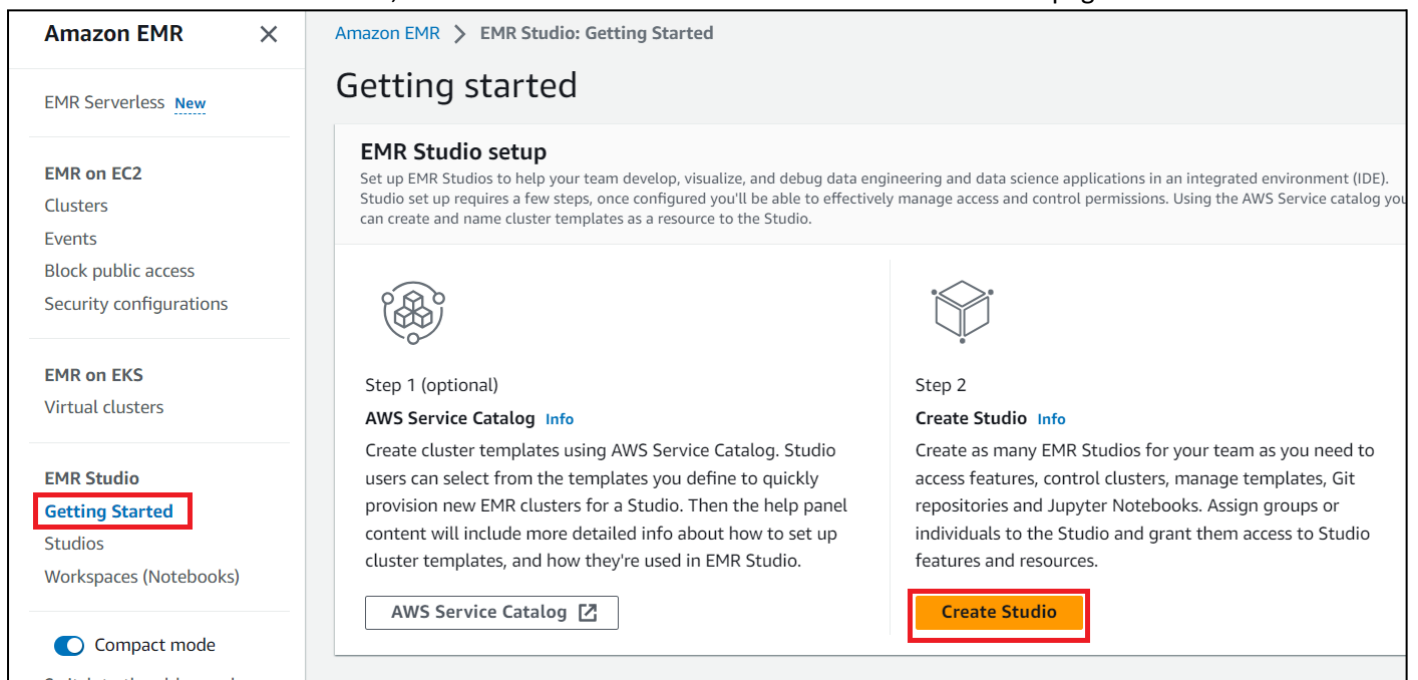 Amazon EMR
EMR Serverless New
EMR on EC2
Clusters
Events
Block public access
Security configurations
EMR on EKS
Virtual clusters
EMR Studio
Getting Started
Studios
Workspaces (Notebooks)
Compact mode
Amazon EMR > EMR Studio: Getting Started
Getting started
EMR Studio setup
Set up EMR Studios to help your team develop, visualize, and debug data engineering and data science applications in an integrated environment (IDE).
Studio set up requires a few steps, once configured you'll be able to effectively manage access and control permissions. Using the AWS Service catalog you
can create and name cluster templates as a resource to the Studio.
Step 1 (optional)
AWS Service Catalog Info
Create cluster templates using AWS Service Catalog. Studio
users can select from the templates you define to quickly
provision new EMR clusters for a Studio. Then the help panel
content will include more detailed info about how to set up
cluster templates, and how they're used in EMR Studio.
AWS Service Catalog
Step 2
Create Studio Info
Create as many EMR Studios for your team as you need to
access features, control clusters, manage templates, Git
repositories and Jupyter Notebooks. Assign groups or
individuals to the Studio and grant them access to Studio
features and resources.
Create Studio